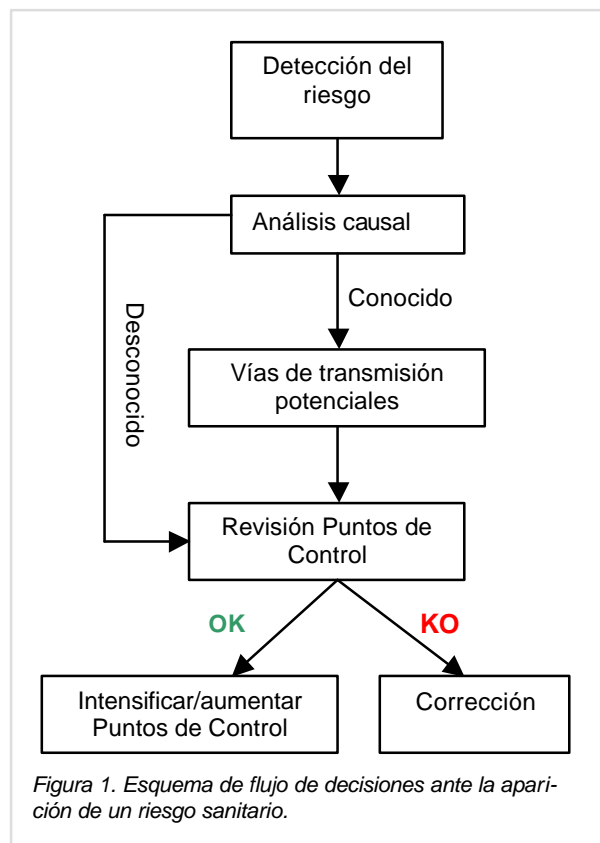 Detección del
riesgo
Análisis causal
Conocido
Desconocido
Vías de transmisión
potenciales
Revisión Puntos de
Control
OK
KO
Intensificar/aumentar
Puntos de Control
Corrección
Figura 1. Esquema de flujo de decisiones ante la apari-
ción de un riesgo sanitario.